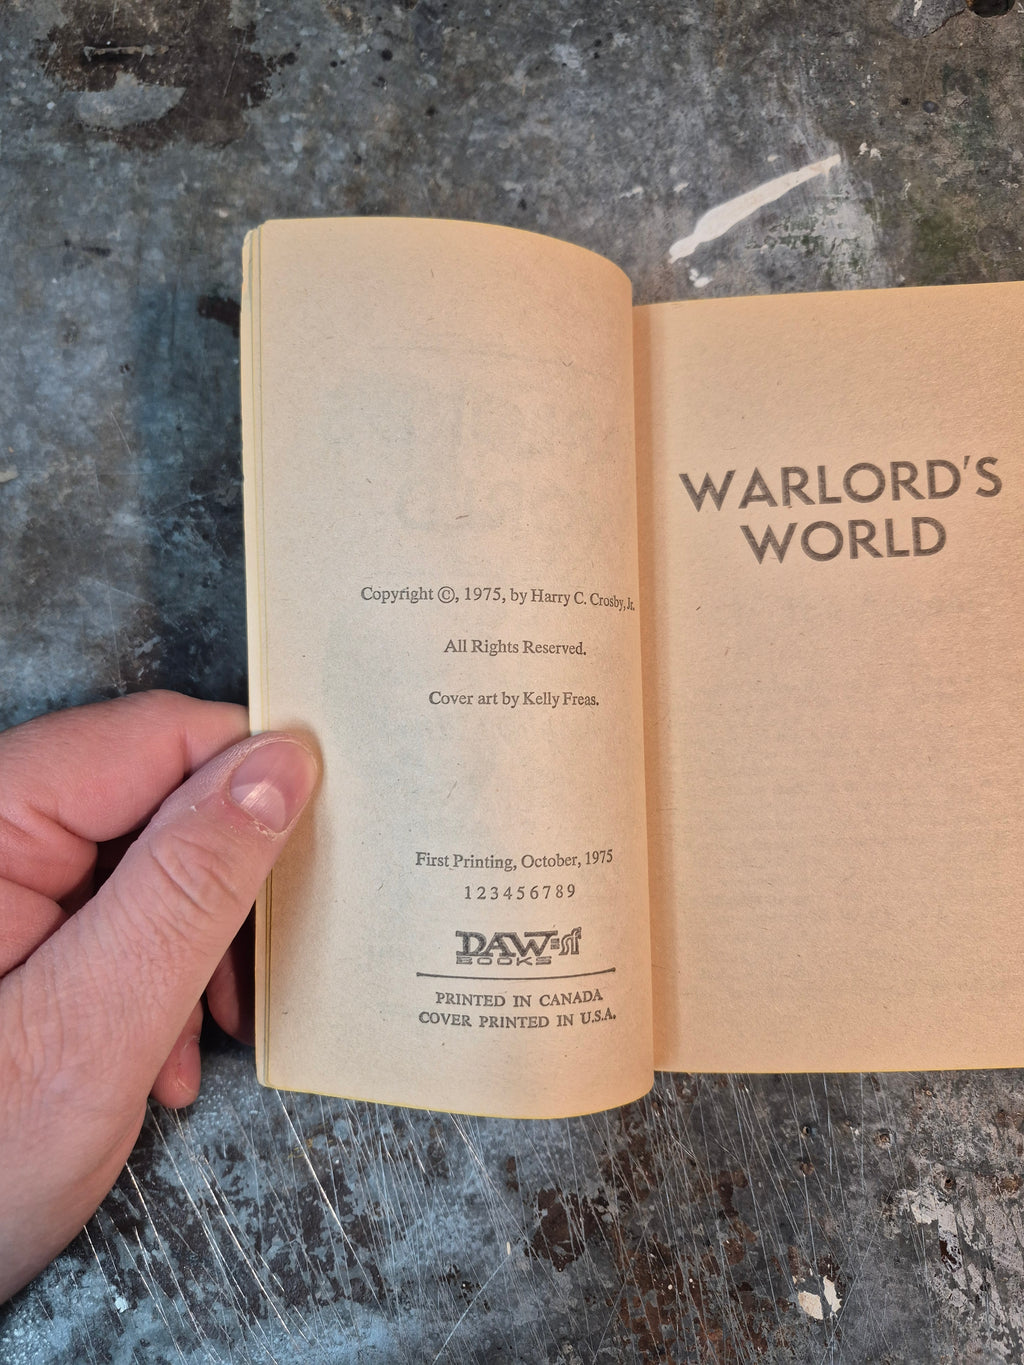 Copyright ©, 1975, by Harry C. Crosby, Jr.
All Rights Reserved.
Cover art by Kelly Freas.
First Printing, October, 1975
1 2 3 4 5 6 7 8 9
DAW=sf
BOOKS
PRINTED IN CANADA
COVER PRINTED IN U.S.A.
WARLORD'S
WORLD